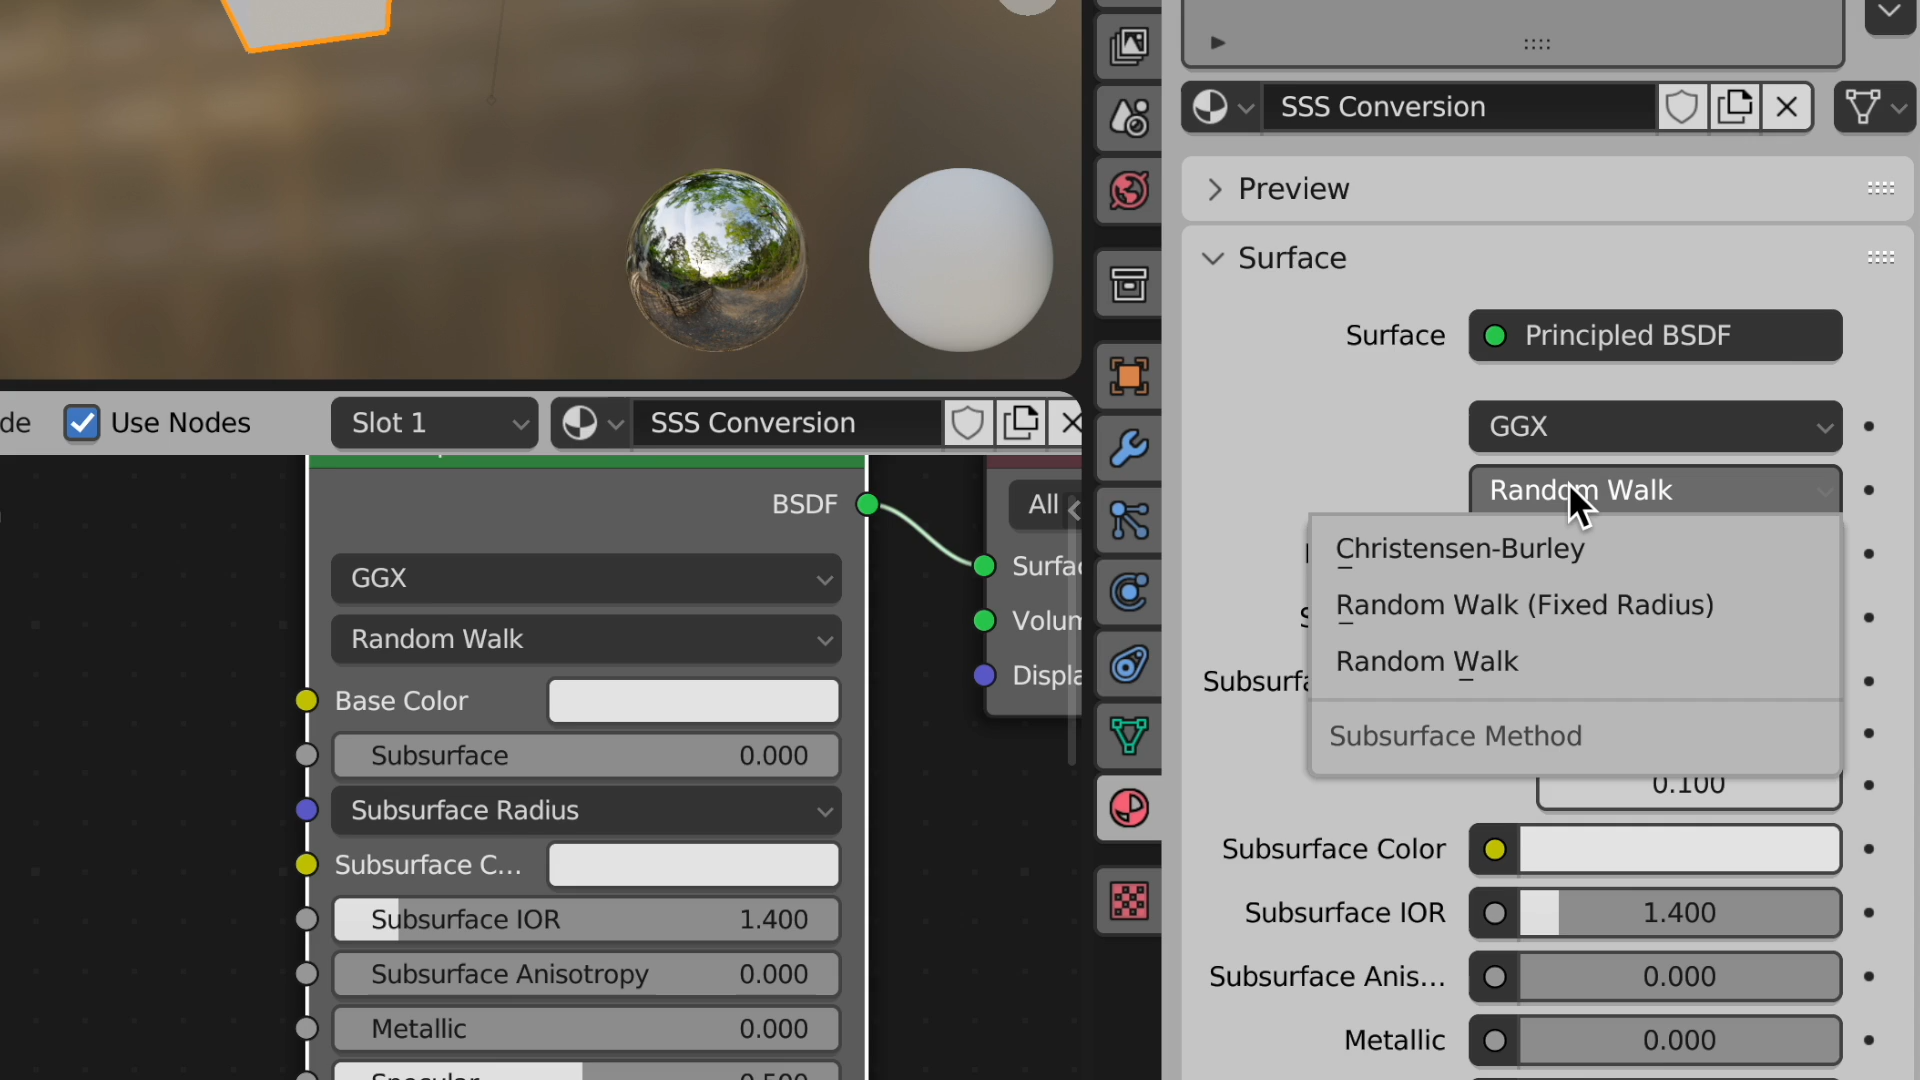 SSS Conversion
Preview
Surface
Surface
Principled BSDF
GGX
Random Walk
Christensen-Burley
Random Walk (Fixed Radius)
Random Walk
Subsurface Method
0.100
Subsurface Color
Subsurface IOR
1.400
Subsurface Anis...
0.000
Metallic
0.000
de
Use Nodes
Slot 1
SSS Conversion
BSDF
GGX
Random Walk
Base Color
Subsurface
0.000
Subsurface Radius
Subsurface C...
Subsurface IOR
1.400
Subsurface Anisotropy
0.000
Metallic
0.000
All
Surfac
Volum
Displa
Subsurfa